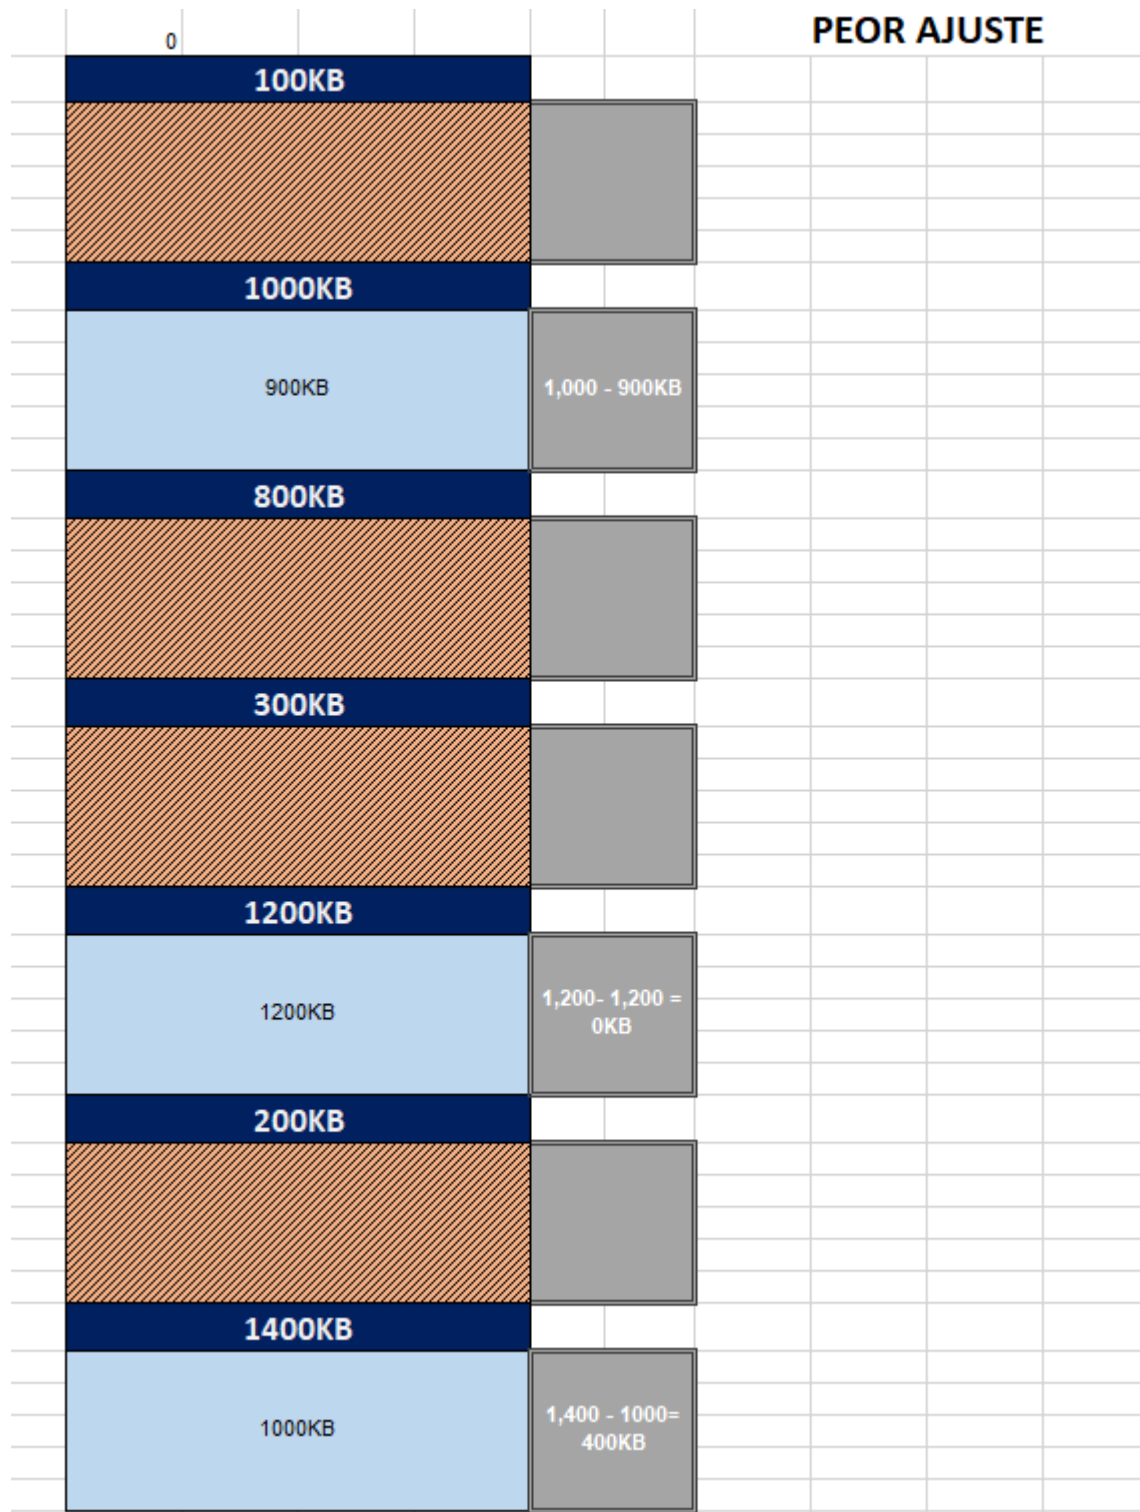 PEOR AJUSTE
0
100KB
1000KB
900KB
1,000 - 900KB
800KB
300KB
1200KB
1200KB
1,200- 1,200 =
0KB
200KB
1400KB
1000KB
1,400 - 1000=
400KB